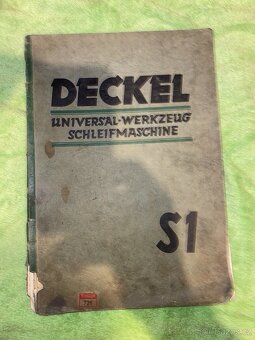 DECKEL
UNIVERSAL-WERKZEUG
SCHLEIFMASCHINE
S1